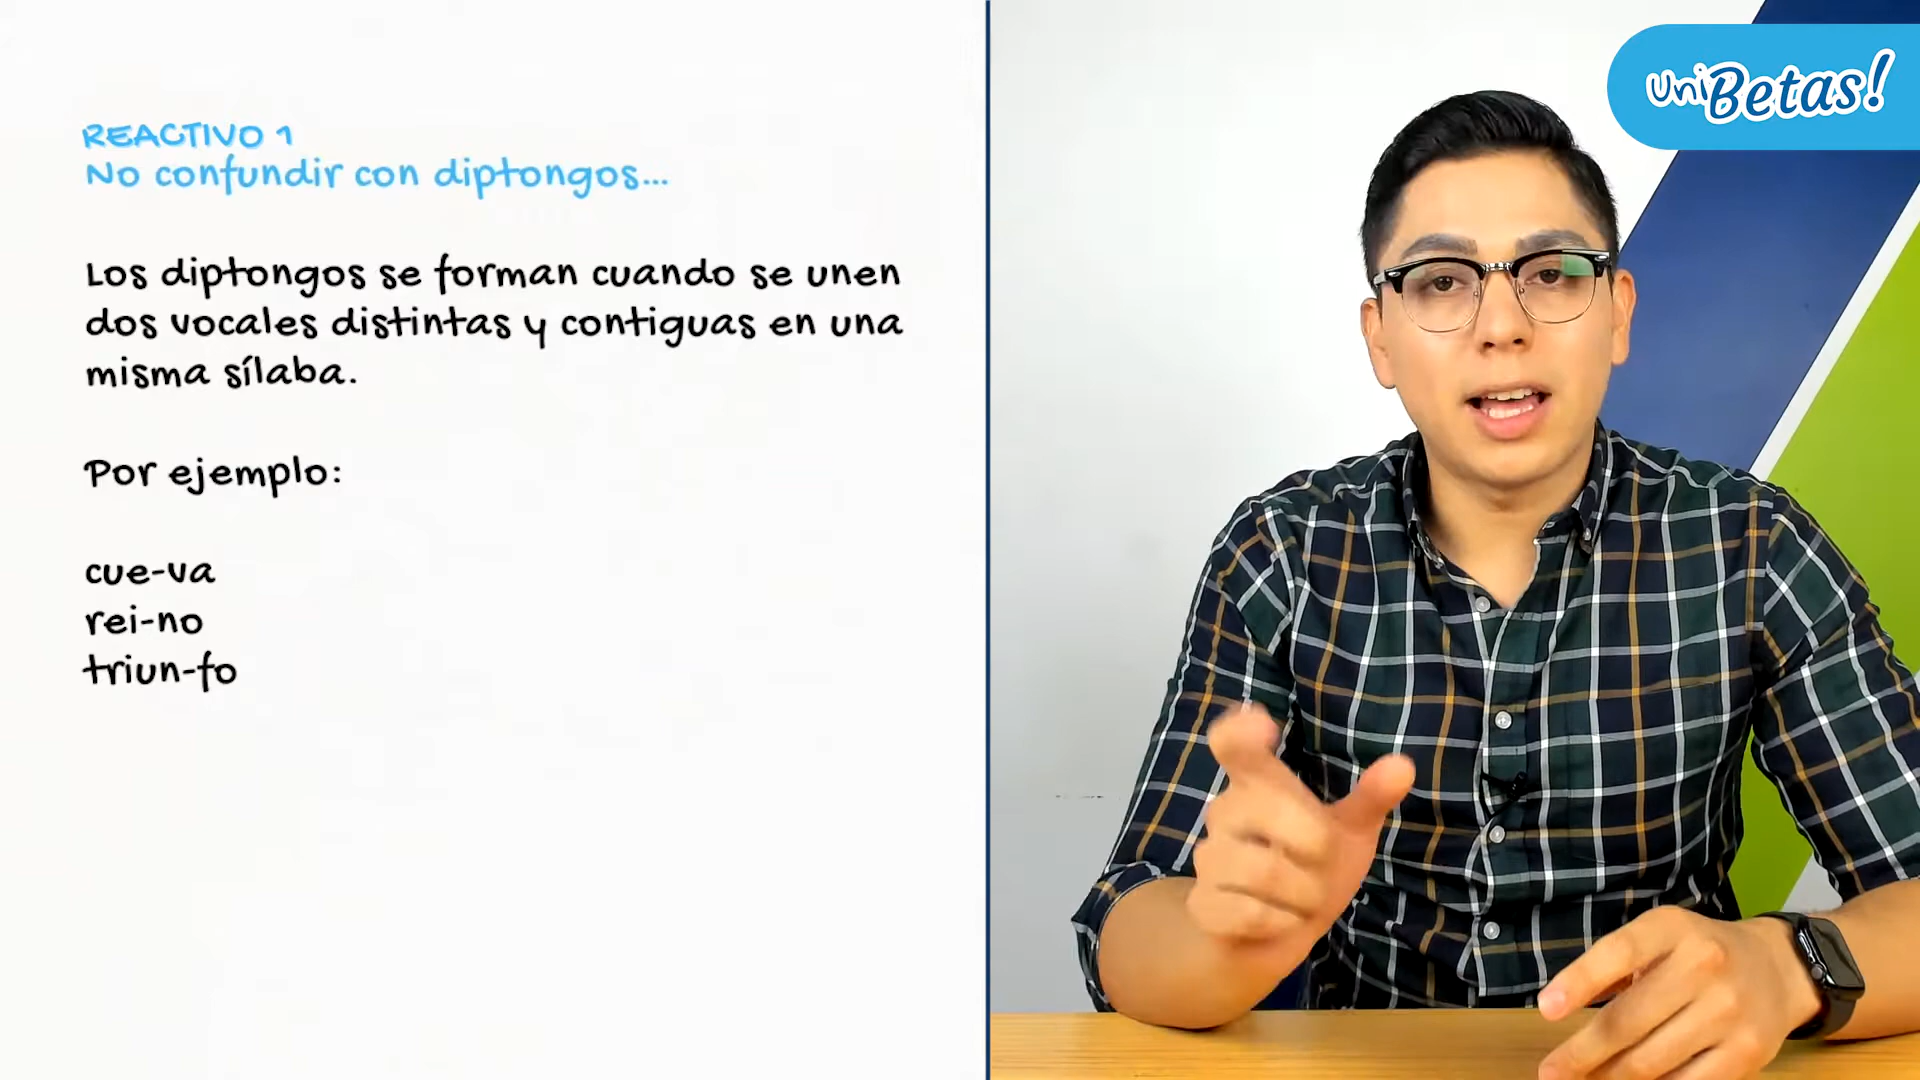 REACTIVO 1
No confundir con diptongos...
Los diptongos se forman cuando se unen
dos vocales distintas y contiguas en una
misma sílaba.
Por ejemplo:
cue-va
rei-no
triun-fo
uniBetas!